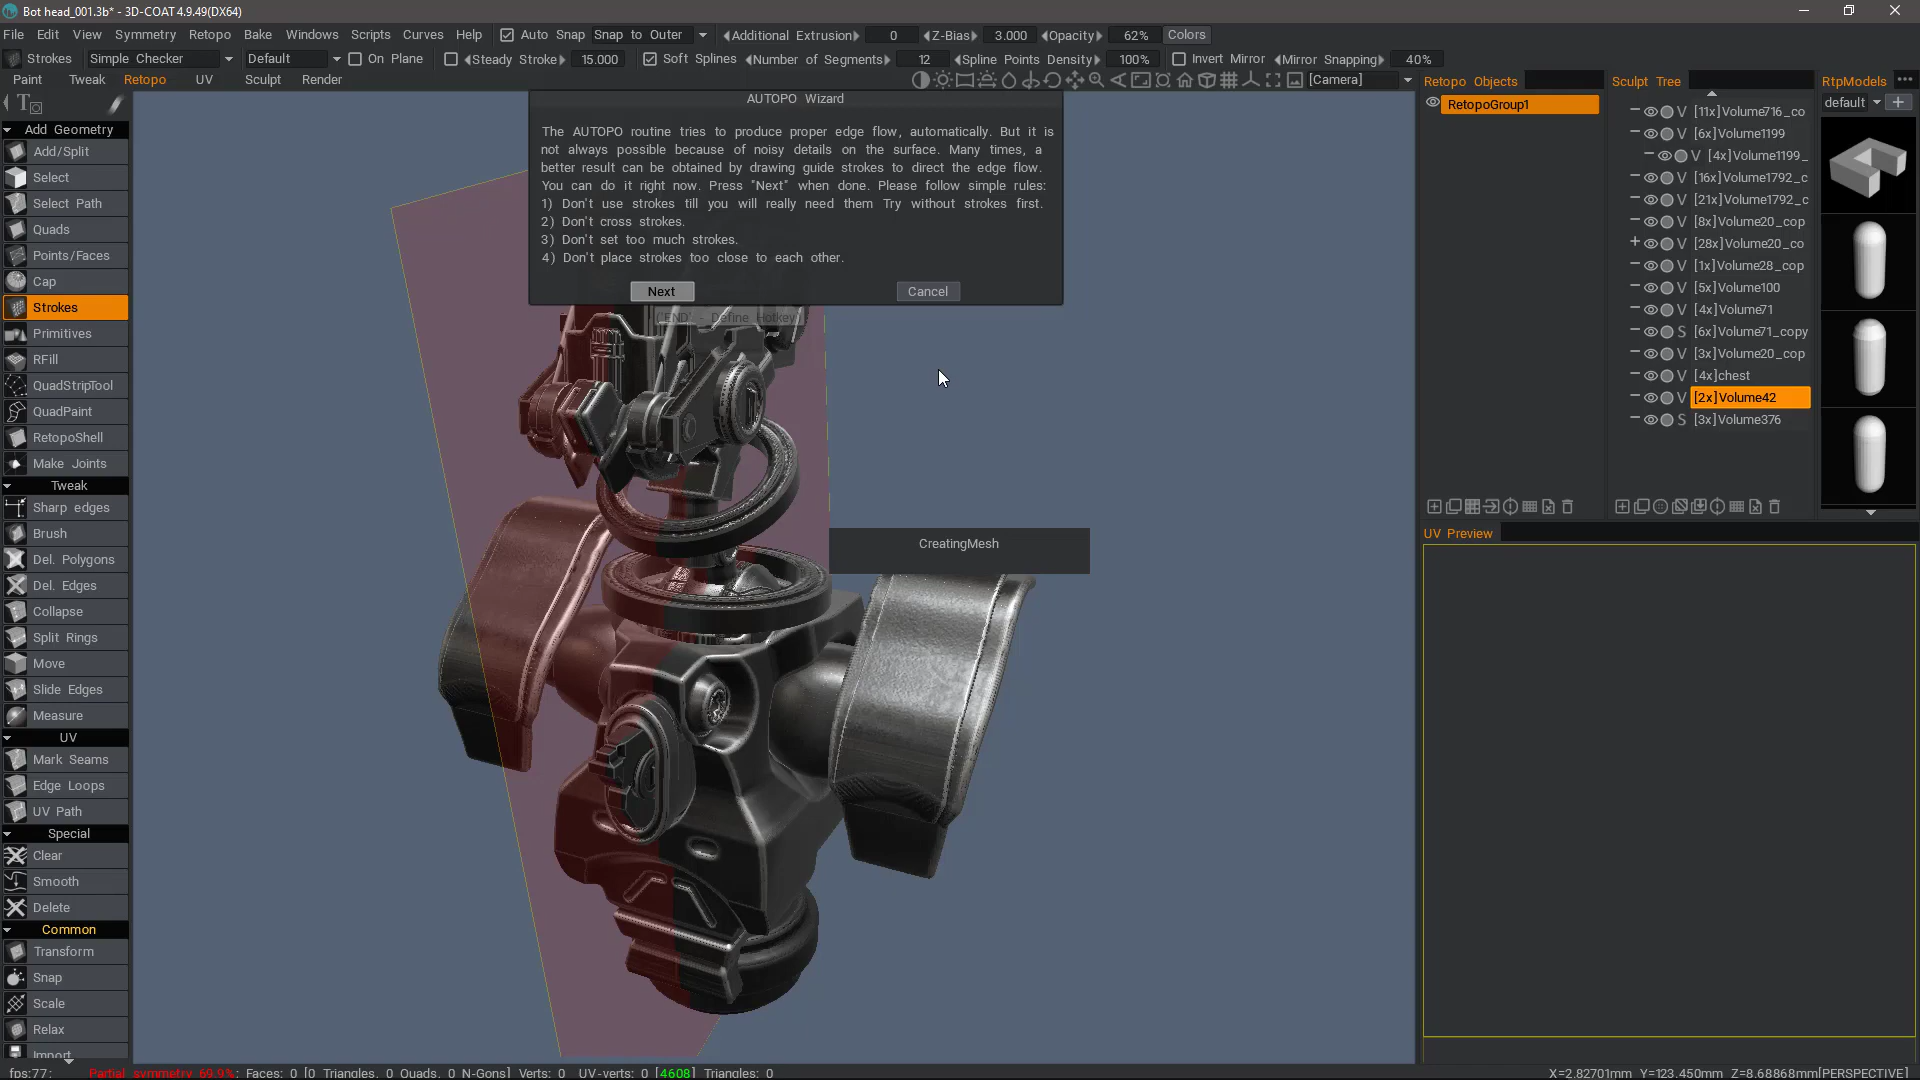 Bot head_001.3b* - 3D-COAT 4.9.49(DX64)
File Edit View Symmetry Retopo Bake Windows Scripts Curves Help Auto Snap Snap to Outer Additional Extrusion 0 Z-Bias 3.000 Opacity 62% Colors
Strokes Simple Checker Default On Plane Steady Stroke 15.000 Soft Splines Number of Segments 12 Spline Points Density 100% Invert Mirror Mirror Snapping 40%
Paint Tweak Retopo UV Sculpt Render [Camera]
Add Geometry
Add/Split
Select
Select Path
Quads
Points/Faces
Cap
Strokes
Primitives
RFill
QuadStripTool
QuadPaint
RetopoShell
Make Joints
Tweak
Sharp edges
Brush
Del. Polygons
Del. Edges
Collapse
Split Rings
Move
Slide Edges
Measure
UV
Mark Seams
Edge Loops
UV Path
Special
Clear
Smooth
Delete
Common
Transform
Snap
Scale
Relax
Import
AUTOPO Wizard
The AUTOPO routine tries to produce proper edge flow, automatically. But it is
not always possible because of noisy details on the surface. Many times, a
better result can be obtained by drawing guide strokes to direct the edge flow.
You can do it right now. Press "Next" when done. Please follow simple rules:
1) Don't use strokes till you will really need them Try without strokes first.
2) Don't cross strokes.
3) Don't set too much strokes.
4) Don't place strokes too close to each other.
Next Cancel
('END' - Define Hotkey)
CreatingMesh
Retopo Objects
RetopoGroup1
Sculpt Tree
V [11x]Volume716_co
V [6x]Volume1199
V [4x]Volume1199_
V [16x]Volume1792_c
V [21x]Volume1792_c
V [8x]Volume20_cop
V [28x]Volume20_co
V [1x]Volume28_cop
V [5x]Volume100
V [4x]Volume71
S [6x]Volume71_copy
V [3x]Volume20_cop
V [4x]chest
V [2x]Volume42
S [3x]Volume376
RtpModels
default
UV Preview
fps:77; Partial symmetry 69.9%; Faces: 0 [0 Triangles, 0 Quads, 0 N-Gons] Verts: 0 UV-verts: 0 [4608] Triangles: 0 X=2.82701mm Y=123.450mm Z=8.68868mm[PERSPECTIVE]